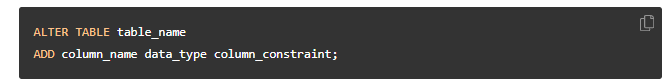 ALTER TABLE table_name
ADD column_name data_type column_constraint;